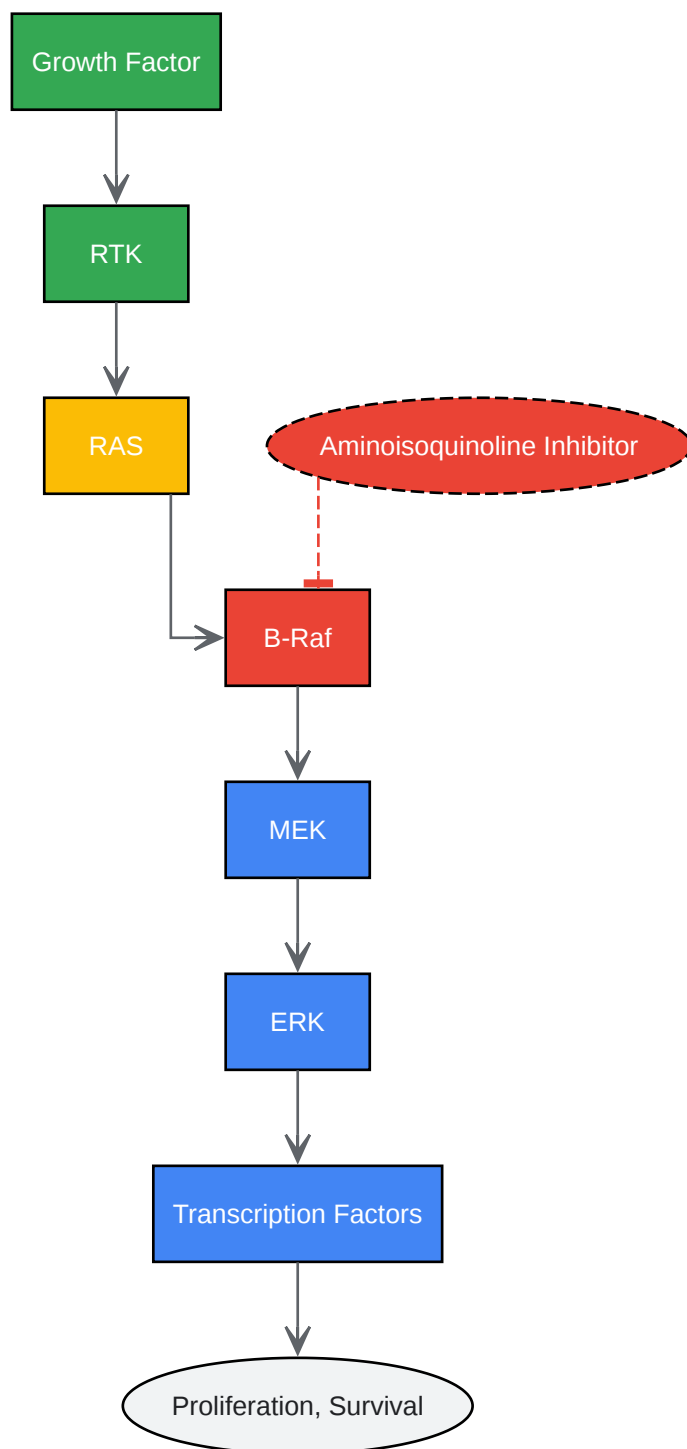 Growth Factor
RTK
RAS
Aminoisoquinoline Inhibitor
B-Raf
MEK
ERK
Transcription Factors
Proliferation, Survival